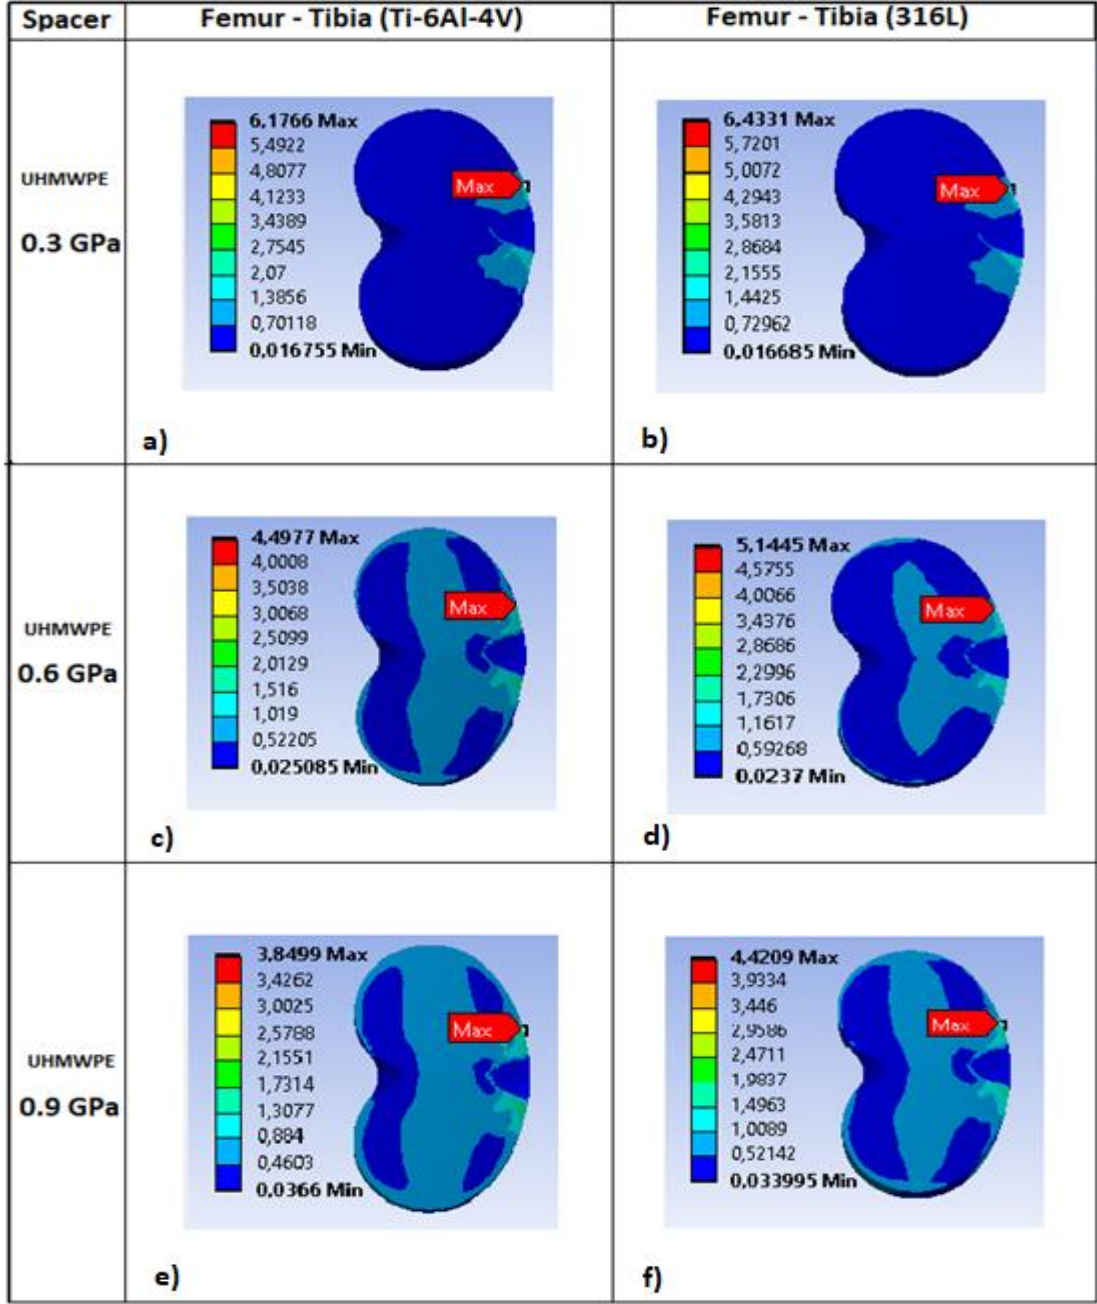 Spacer
Femur - Tibia (Ti-6Al-4V)
Femur - Tibia (316L)
UHMWPE
0.3 GPa
6,1766 Max
5,4922
4,8077
4,1233
3,4389
2,7545
2,07
1,3856
0,70118
0,016755 Min
Max
a)
6,4331 Max
5,7201
5,0072
4,2943
3,5813
2,8684
2,1555
1,4425
0,72962
0,016685 Min
Max
b)
UHMWPE
0.6 GPa
4,4977 Max
4,0008
3,5038
3,0068
2,5099
2,0129
1,516
1,019
0,52205
0,025085 Min
Max
c)
5,1445 Max
4,5755
4,0066
3,4376
2,8686
2,2996
1,7306
1,1617
0,59268
0,0237 Min
Max
d)
UHMWPE
0.9 GPa
3,8499 Max
3,4262
3,0025
2,5788
2,1551
1,7314
1,3077
0,884
0,4603
0,0366 Min
Max
e)
4,4209 Max
3,9334
3,446
2,9586
2,4711
1,9837
1,4963
1,0089
0,52142
0,033995 Min
Max
f)